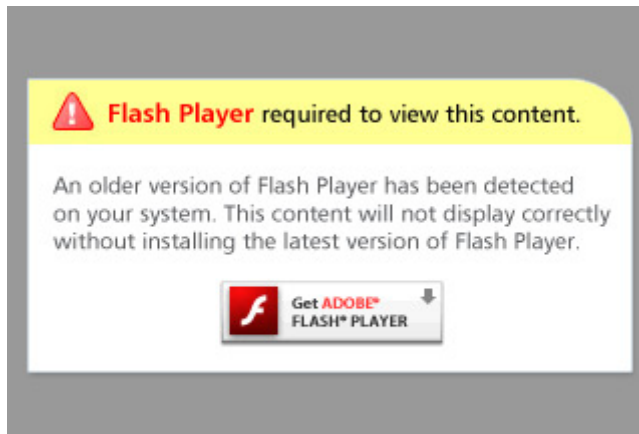 Flash Player required to view this content.
An older version of Flash Player has been detected
on your system. This content will not display correctly
without installing the latest version of Flash Player.
Get ADOBE®
FLASH® PLAYER